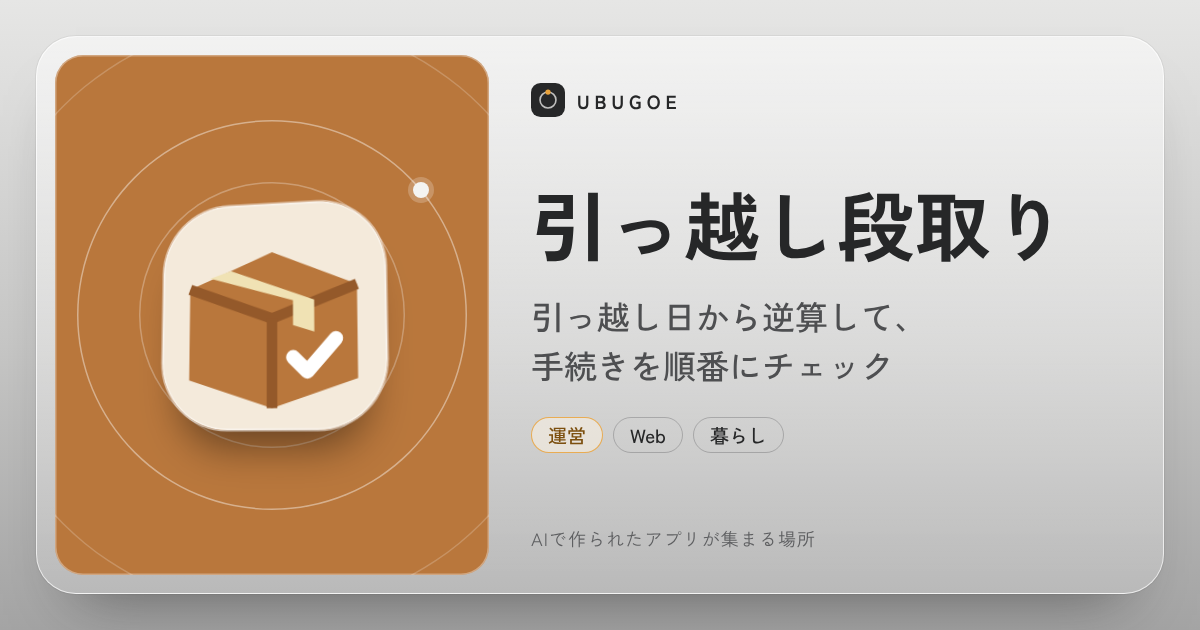 UBUGOE
引っ越し段取り
引っ越し日から逆算して、
手続きを順番にチェック
運営 Web 暮らし
AIで作られたアプリが集まる場所